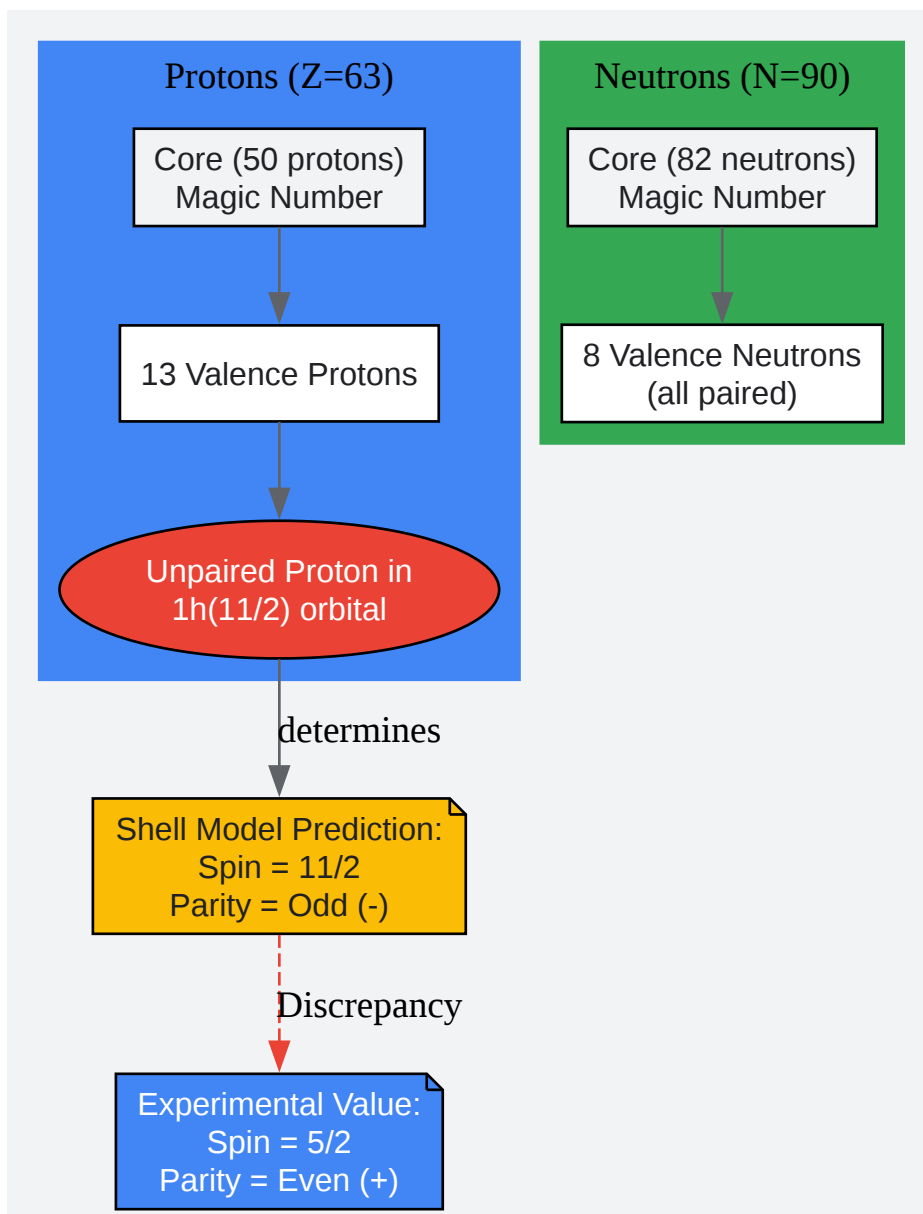 Protons (Z=63)
Core (50 protons)
Magic Number
13 Valence Protons
Unpaired Proton in
1h(11/2) orbital
Neutrons (N=90)
Core (82 neutrons)
Magic Number
8 Valence Neutrons
(all paired)
determines
Shell Model Prediction:
Spin = 11/2
Parity = Odd (-)
Discrepancy
Experimental Value:
Spin = 5/2
Parity = Even (+)